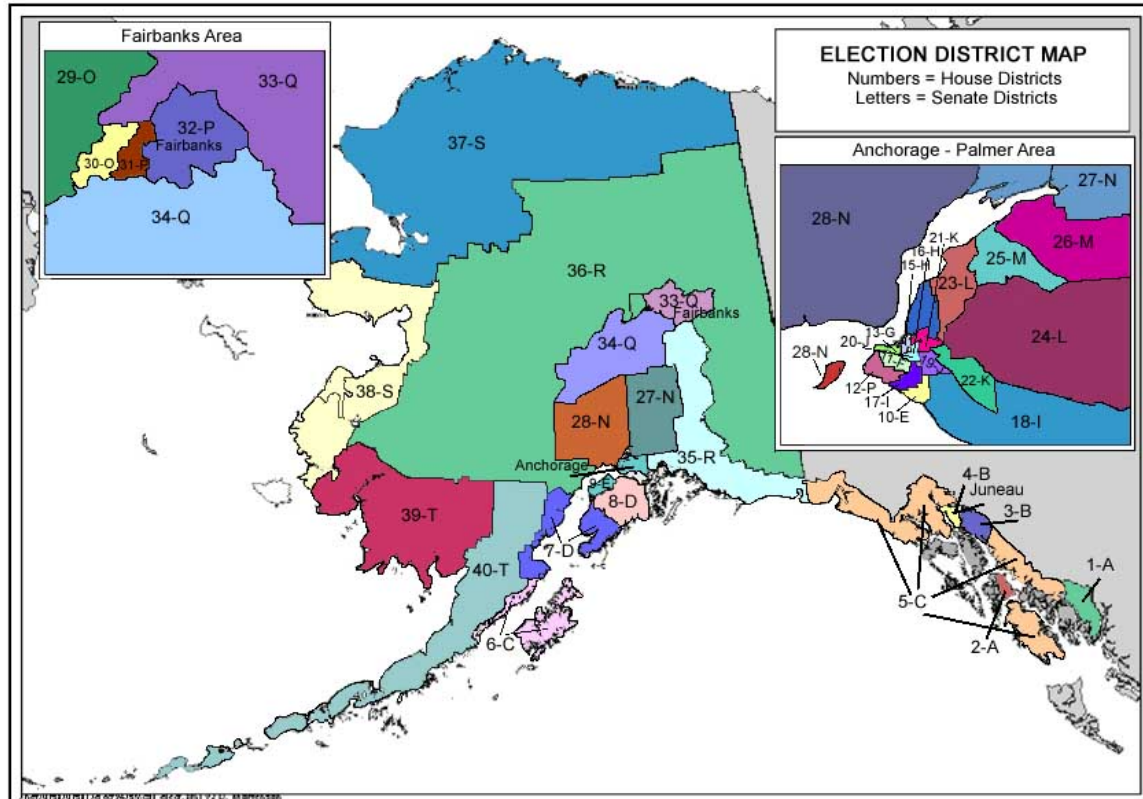 Fairbanks Area
29-O
33-Q
32-P
Fairbanks
30-O
31-P
34-Q
ELECTION DISTRICT MAP
Numbers = House Districts
Letters = Senate Districts
Anchorage - Palmer Area
27-N
28-N
21-K
16-H
15-H
26-M
25-M
23-L
24-L
13-G
20-J
28-N
12-P
17-I
10-E
22-K
18-I
37-S
36-R
33-Q
Fairbanks
34-Q
38-S
28-N
27-N
Anchorage
35-R
9-E
8-D
39-T
7-D
40-T
6-C
4-B
Juneau
3-B
1-A
5-C
2-A